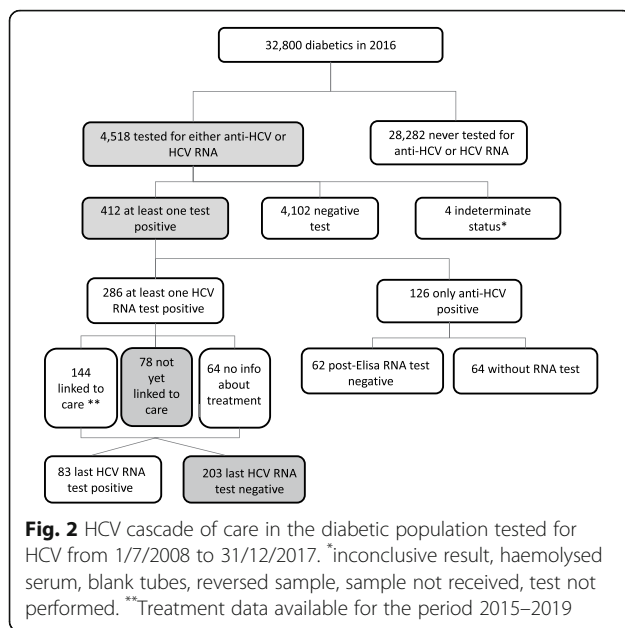 32,800 diabetics in 2016
4,518 tested for either anti-HCV or
HCV RNA
28,282 never tested for
anti-HCV or HCV RNA
412 at least one test
positive
4,102 negative
test
4 indeterminate
status*
286 at least one HCV
RNA test positive
126 only anti-HCV
positive
144
linked to
care **
78 not
yet
linked to
care
64 no info
about
treatment
62 post-Elisa RNA test
negative
64 without RNA test
83 last HCV RNA
test positive
203 last HCV RNA
test negative
Fig. 2 HCV cascade of care in the diabetic population tested for
HCV from 1/7/2008 to 31/12/2017. *inconclusive result, haemolysed
serum, blank tubes, reversed sample, sample not received, test not
performed. **Treatment data available for the period 2015–2019